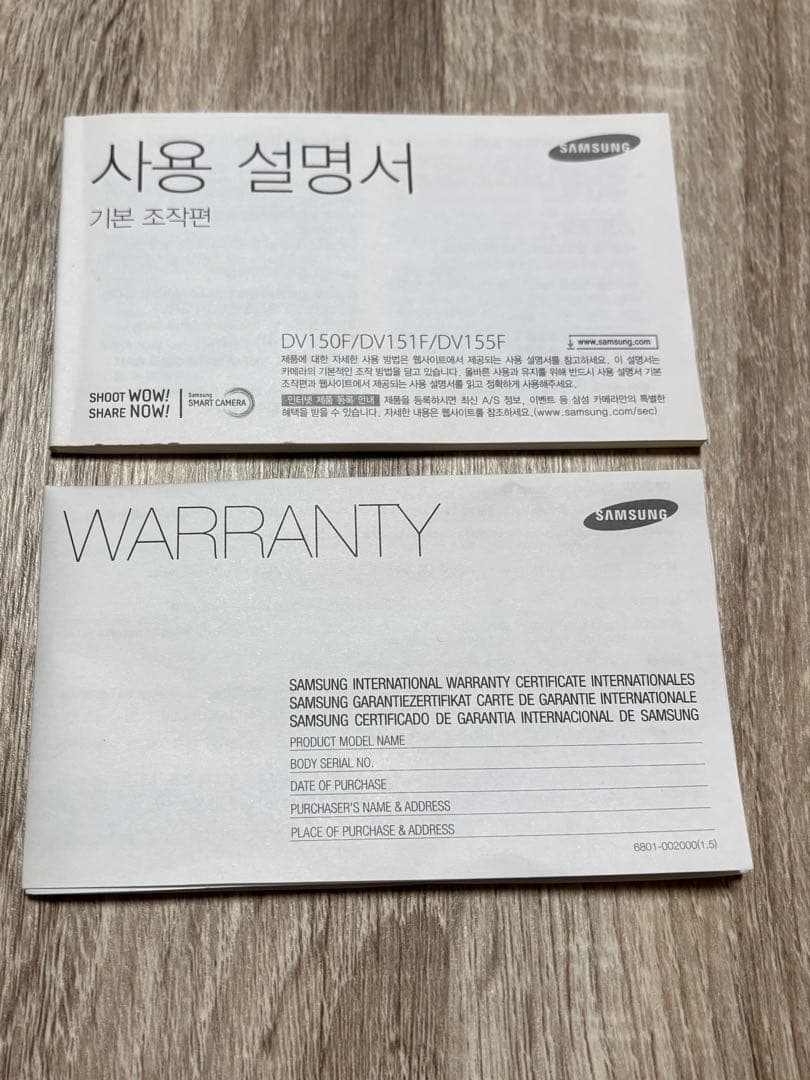 사용 설명서
SAMSUNG
기본 조작편
DV150F/DV151F/DV155F
www.samsung.com
제품에 대한 자세한 사용 방법은 웹사이트에서 제공되는 사용 설명서를 참고하세요. 이 설명서는
카메라의 기본적인 조작 방법을 담고 있습니다. 올바른 사용과 유지를 위해 반드시 사용 설명서 기본
조작편과 웹사이트에서 제공되는 사용 설명서를 읽고 정확하게 사용해주세요.
인터넷 제품 등록 안내 제품을 등록하시면 최신 A/S 정보, 이벤트 등 삼성 카메라만의 특별한
혜택을 받을 수 있습니다. 자세한 내용은 웹사이트를 참조하세요.(www.samsung.com/sec)
SHOOT WOW!
SHARE NOW!
Samsung
SMART CAMERA
WARRANTY
SAMSUNG
SAMSUNG INTERNATIONAL WARRANTY CERTIFICATE INTERNATIONALES
SAMSUNG GARANTIEZERTIFIKAT CARTE DE GARANTIE INTERNATIONALE
SAMSUNG CERTIFICADO DE GARANTIA INTERNACIONAL DE SAMSUNG
PRODUCT MODEL NAME
BODY SERIAL NO.
DATE OF PURCHASE
PURCHASER'S NAME & ADDRESS
PLACE OF PURCHASE & ADDRESS
6801-002000(1.5)